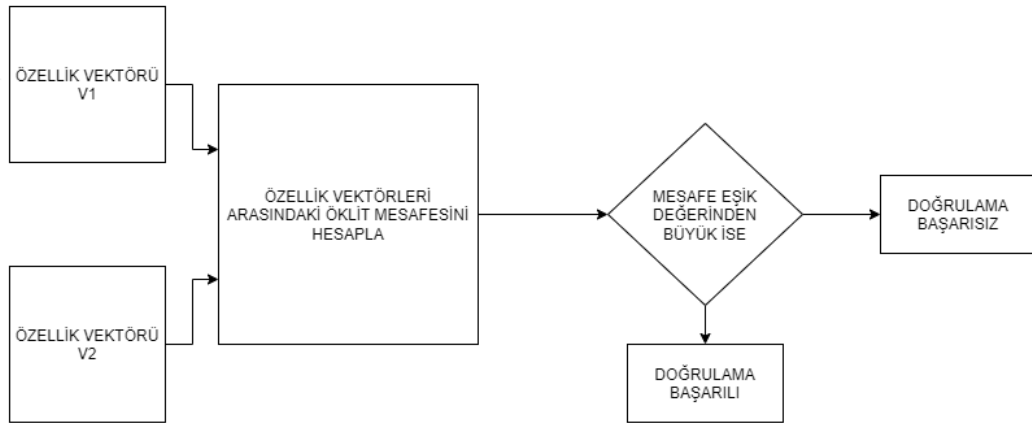 ÖZELLİK VEKTÖRÜ
V1
ÖZELLİK VEKTÖRÜ
V2
ÖZELLİK VEKTÖRLERİ
ARASINDAKİ ÖKLİT MESAFESİNİ
HESAPLA
MESAFE EŞİK
DEĞERİNDEN
BÜYÜK İSE
DOĞRULAMA
BAŞARISIZ
DOĞRULAMA
BAŞARILI